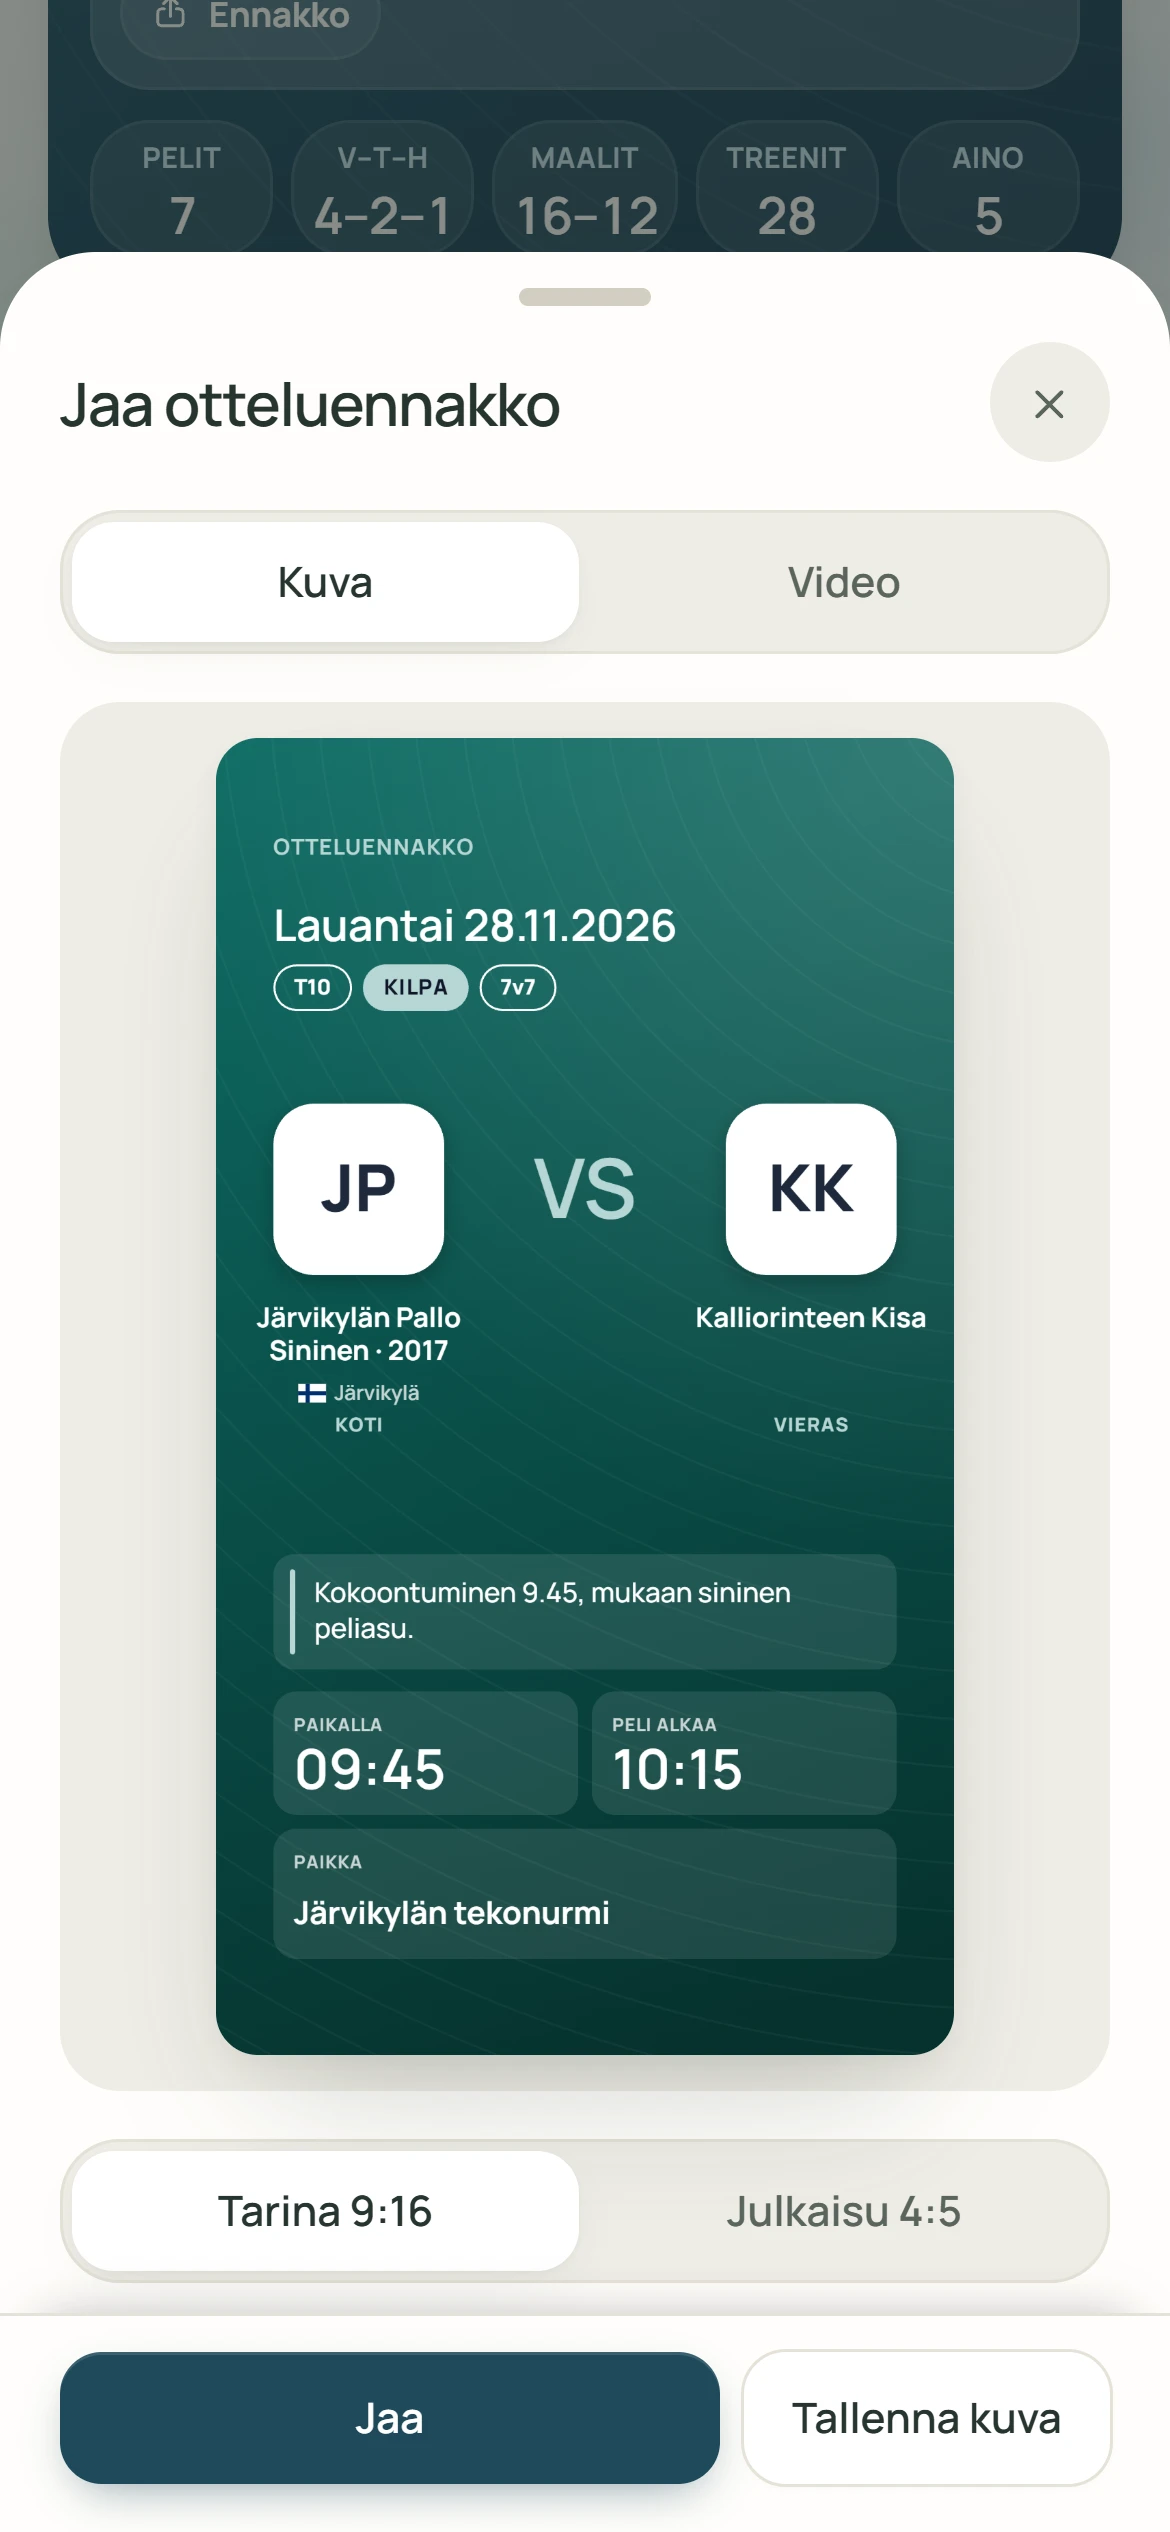 Ennakko
PELIT
7
V–T–H
4–2–1
MAALIT
16–12
TREENIT
28
AINO
5
Jaa otteluennakko
Kuva
Video
OTTELUENNAKKO
Lauantai 28.11.2026
T10
KILPA
7v7
JP
VS
KK
Järvikylän Pallo
Sininen · 2017
Järvikylä
KOTI
Kalliorinteen Kisa
VIERAS
Kokoontuminen 9.45, mukaan sininen
peliasu.
PAIKALLA
09:45
PELI ALKAA
10:15
PAIKKA
Järvikylän tekonurmi
Tarina 9:16
Julkaisu 4:5
Jaa
Tallenna kuva